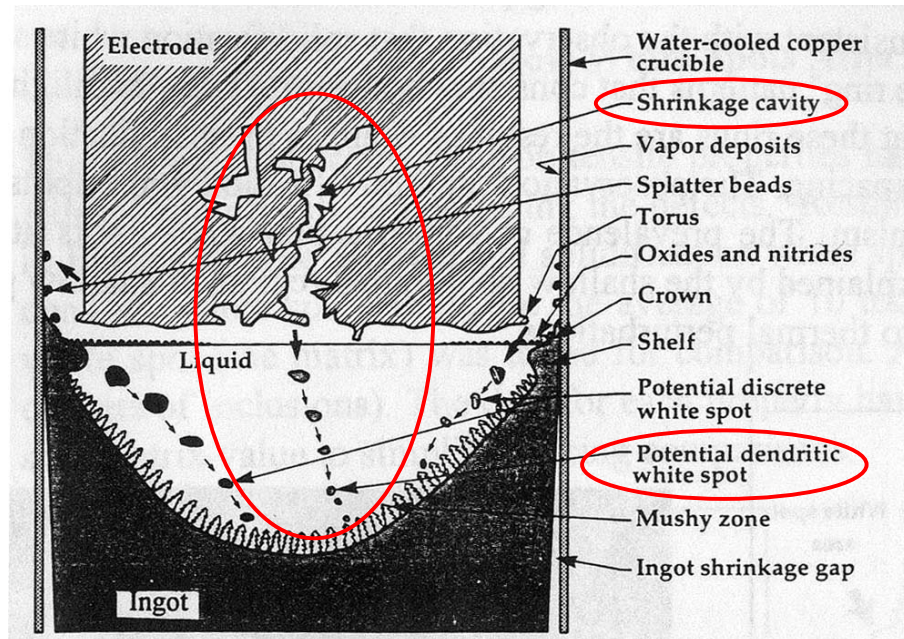 Electrode
Water-cooled copper
crucible
Shrinkage cavity
Vapor deposits
Splatter beads
Torus
Oxides and nitrides
Crown
Shelf
Liquid
Potential discrete
white spot
Potential dendritic
white spot
Mushy zone
Ingot shrinkage gap
Ingot